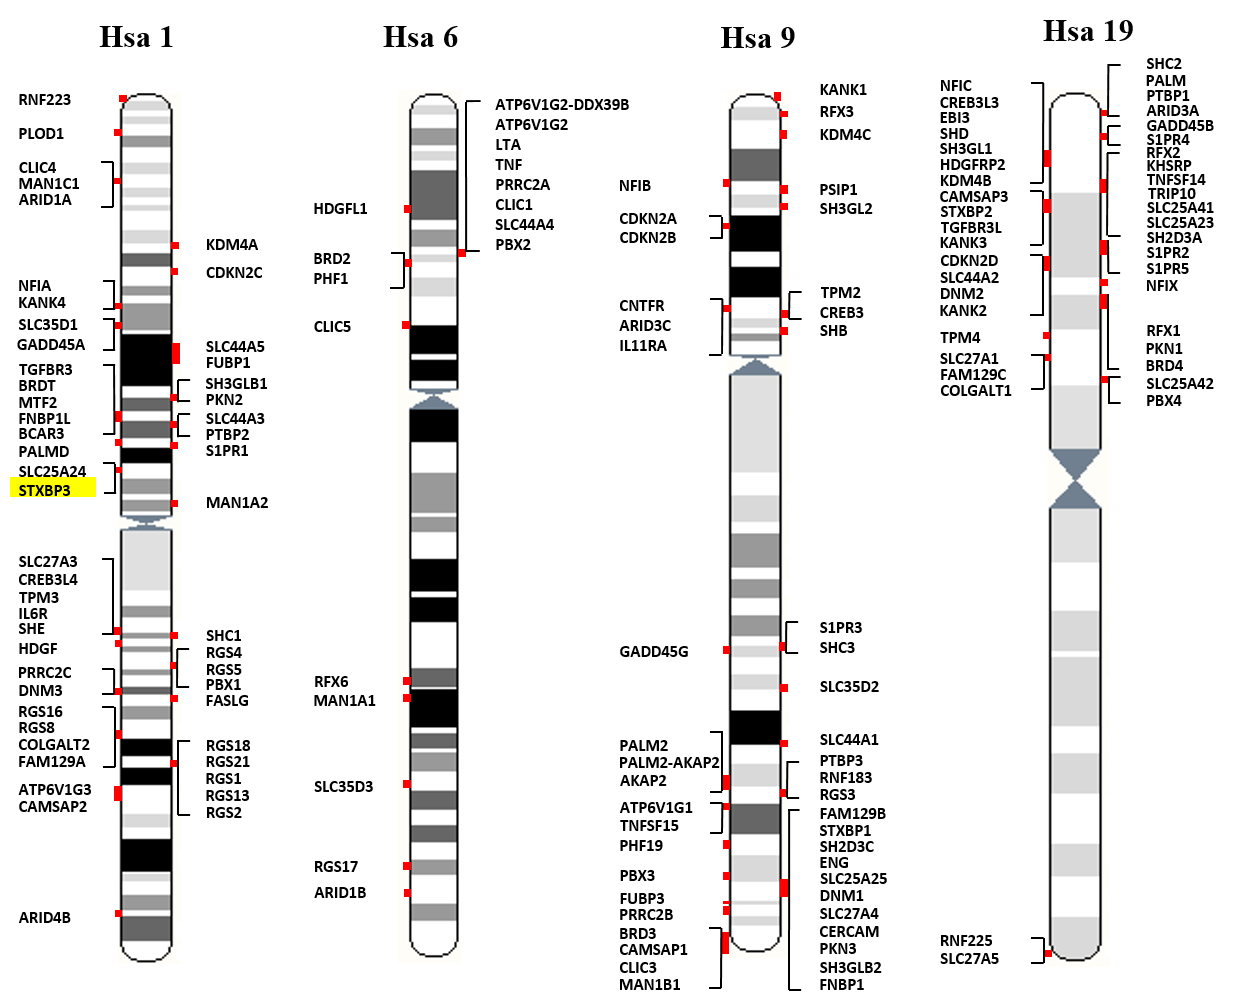 Hsa 1
RNF223
PLOD1
CLIC4
MAN1C1
ARID1A
NFIA
KANK4
SLC35D1
GADD45A
TGFBR3
BRDT
MTF2
FNBP1L
BCAR3
PALMD
SLC25A24
STXBP3
SLC27A3
CREB3L4
TPM3
IL6R
SHE
HDGF
PRRC2C
DNM3
RGS16
RGS8
COLGALT2
FAM129A
ATP6V1G3
CAMSAP2
ARID4B
KDM4A
CDKN2C
SLC44A5
FUBP1
SH3GLB1
PKN2
SLC44A3
PTBP2
S1PR1
MAN1A2
SHC1
RGS4
RGS5
PBX1
FASLG
RGS18
RGS21
RGS1
RGS13
RGS2
Hsa 6
HDGFL1
BRD2
PHF1
CLIC5
RFX6
MAN1A1
SLC35D3
RGS17
ARID1B
ATP6V1G2-DDX39B
ATP6V1G2
LTA
TNF
PRRC2A
CLIC1
SLC44A4
PBX2
Hsa 9
NFIB
CDKN2A
CDKN2B
CNTFR
ARID3C
IL11RA
GADD45G
PALM2
PALM2-AKAP2
AKAP2
ATP6V1G1
TNFSF15
PHF19
PBX3
FUBP3
PRRC2B
BRD3
CAMSAP1
CLIC3
MAN1B1
KANK1
RFX3
KDM4C
PSIP1
SH3GL2
TPM2
CREB3
SHB
S1PR3
SHC3
SLC35D2
SLC44A1
PTBP3
RNF183
RGS3
FAM129B
STXBP1
SH2D3C
ENG
SLC25A25
DNM1
SLC27A4
CERCAM
PKN3
SH3GLB2
FNBP1
Hsa 19
NFIC
CREB3L3
EBI3
SHD
SH3GL1
HDGFRP2
KDM4B
CAMSAP3
STXBP2
TGFBR3L
KANK3
CDKN2D
SLC44A2
DNM2
KANK2
TPM4
SLC27A1
FAM129C
COLGALT1
RNF225
SLC27A5
SHC2
PALM
PTBP1
ARID3A
GADD45B
S1PR4
RFX2
KHSRP
TNFSF14
TRIP10
SLC25A41
SLC25A23
SH2D3A
S1PR2
S1PR5
NFIX
RFX1
PKN1
BRD4
SLC25A42
PBX4